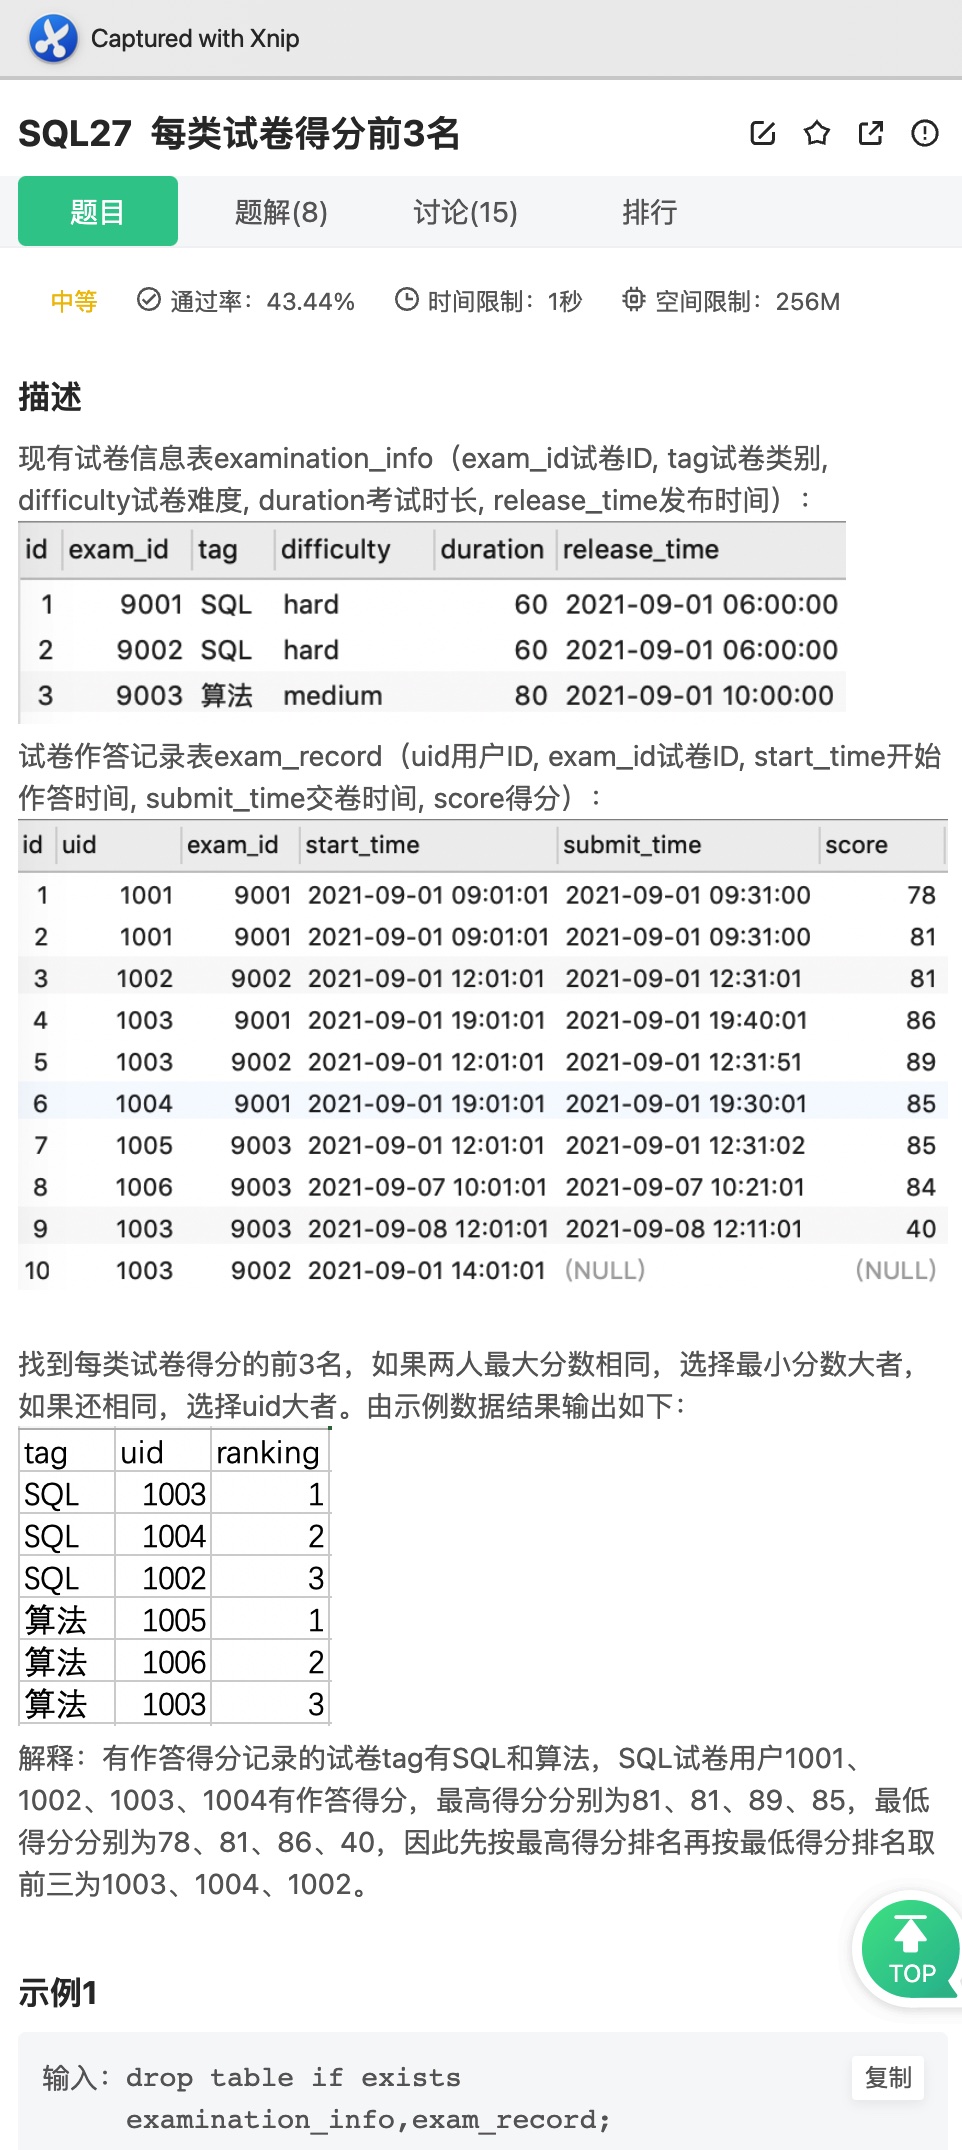 Captured with Xnip
SQL27 每类试卷得分前3名
题目 题解(8) 讨论(15) 排行
中等 通过率：43.44% 时间限制：1秒 空间限制：256M
描述
现有试卷信息表examination_info（exam_id试卷ID, tag试卷类别,
difficulty试卷难度, duration考试时长, release_time发布时间）：
id exam_id tag difficulty duration release_time
1 9001 SQL hard 60 2021-09-01 06:00:00
2 9002 SQL hard 60 2021-09-01 06:00:00
3 9003 算法 medium 80 2021-09-01 10:00:00
试卷作答记录表exam_record（uid用户ID, exam_id试卷ID, start_time开始
作答时间, submit_time交卷时间, score得分）：
id uid exam_id start_time submit_time score
1 1001 9001 2021-09-01 09:01:01 2021-09-01 09:31:00 78
2 1001 9001 2021-09-01 09:01:01 2021-09-01 09:31:00 81
3 1002 9002 2021-09-01 12:01:01 2021-09-01 12:31:01 81
4 1003 9001 2021-09-01 19:01:01 2021-09-01 19:40:01 86
5 1003 9002 2021-09-01 12:01:01 2021-09-01 12:31:51 89
6 1004 9001 2021-09-01 19:01:01 2021-09-01 19:30:01 85
7 1005 9003 2021-09-01 12:01:01 2021-09-01 12:31:02 85
8 1006 9003 2021-09-07 10:01:01 2021-09-07 10:21:01 84
9 1003 9003 2021-09-08 12:01:01 2021-09-08 12:11:01 40
10 1003 9002 2021-09-01 14:01:01 (NULL) (NULL)
找到每类试卷得分的前3名，如果两人最大分数相同，选择最小分数大者，
如果还相同，选择uid大者。由示例数据结果输出如下：
tag uid ranking
SQL 1003 1
SQL 1004 2
SQL 1002 3
算法 1005 1
算法 1006 2
算法 1003 3
解释：有作答得分记录的试卷tag有SQL和算法，SQL试卷用户1001、
1002、1003、1004有作答得分，最高得分分别为81、81、89、85，最低
得分分别为78、81、86、40，因此先按最高得分排名再按最低得分排名取
前三为1003、1004、1002。
TOP
示例1
输入：drop table if exists
examination_info,exam_record;
复制